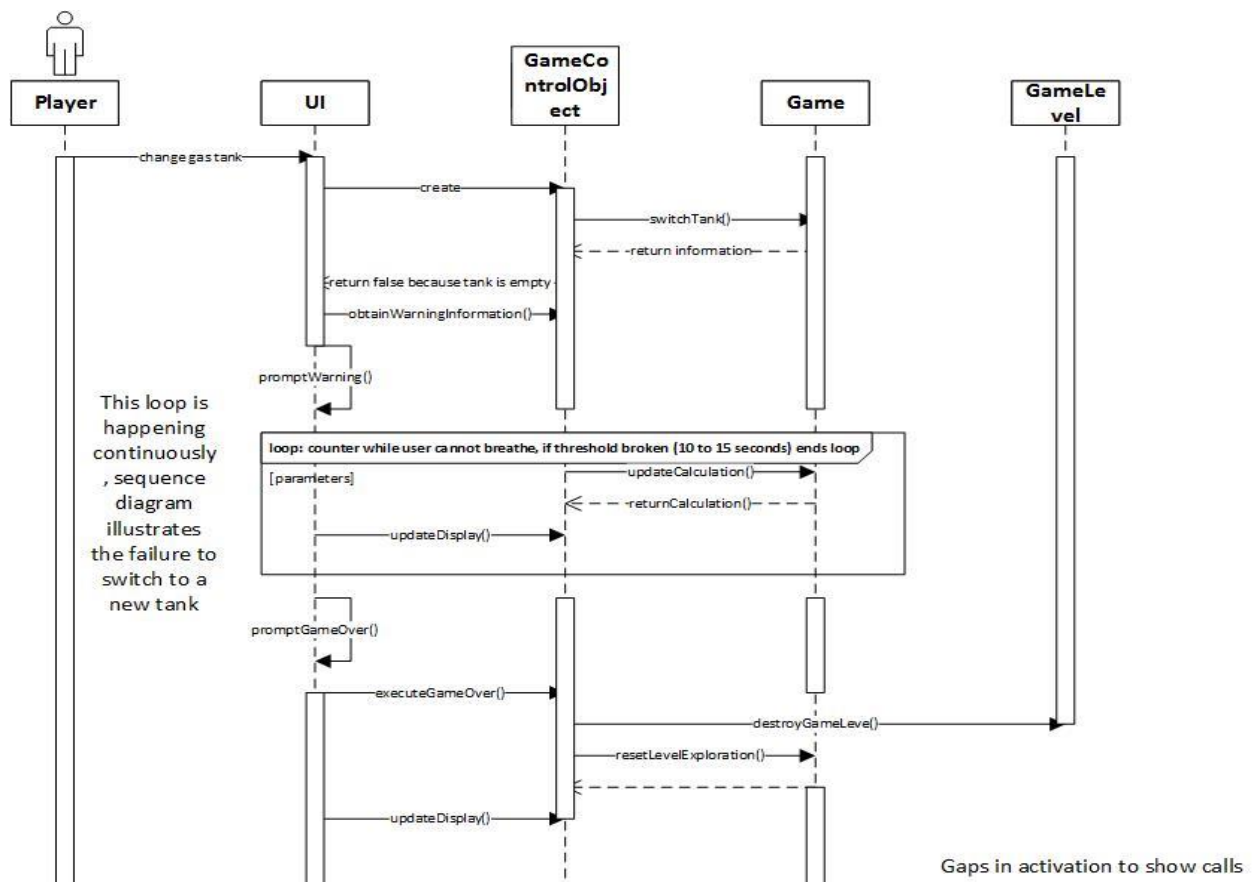 Player
UI
GameCo
ntrolObj
ect
Game
GameLe
vel
change gas tank
create
switchTank()
return information
return false because tank is empty
obtainWarningInformation()
promptWarning()
This loop is
happening
continuously
, sequence
diagram
illustrates
the failure to
switch to a
new tank
loop: counter while user cannot breathe, if threshold broken (10 to 15 seconds) ends loop
[parameters]
updateCalculation()
returnCalculation()
updateDisplay()
promptGameOver()
executeGameOver()
destroyGameLeve()
resetLevelExploration()
updateDisplay()
Gaps in activation to show calls